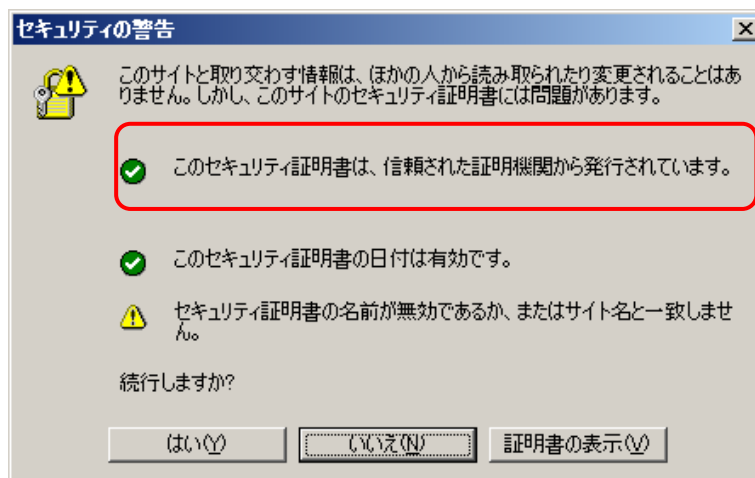 セキュリティの警告
このサイトと取り交わす情報は、ほかの人から読み取られたり変更されることはあ
りません。しかし、このサイトのセキュリティ証明書には問題があります。
このセキュリティ証明書は、信頼された証明機関から発行されています。
このセキュリティ証明書の日付は有効です。
セキュリティ証明書の名前が無効であるか、またはサイト名と一致しませ
ん。
続行しますか?
はい(Y) いいえ(N) 証明書の表示(V)